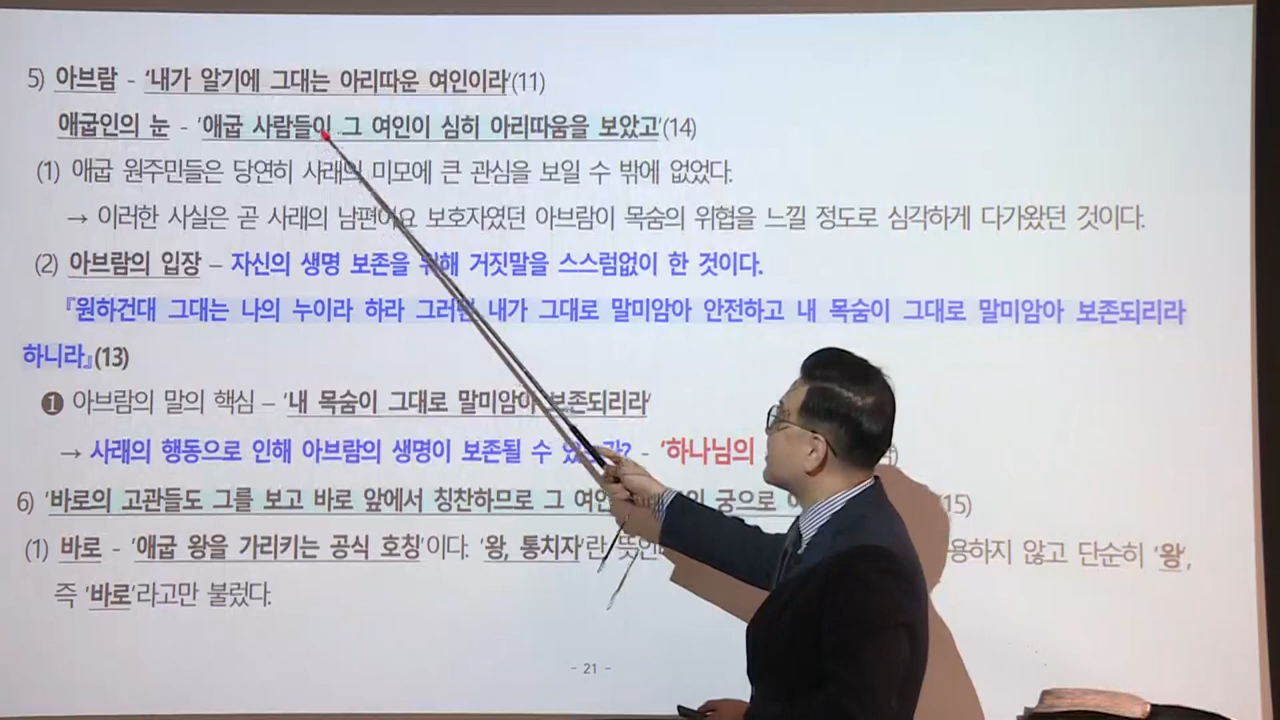 5) 아브람 - '내가 알기에 그대는 아리따운 여인이라'(11)
애굽인의 눈 - '애굽 사람들이 그 여인이 심히 아리따움을 보았고'(14)
(1) 애굽 원주민들은 당연히 사래의 미모에 큰 관심을 보일 수 밖에 없었다.
→ 이러한 사실은 곧 사래의 남편이요 보호자였던 아브람이 목숨의 위협을 느낄 정도로 심각하게 다가왔던 것이다.
(2) 아브람의 입장 – 자신의 생명 보존을 위해 거짓말을 스스럼없이 한 것이다.
『원하건대 그대는 나의 누이라 하라 그러면 내가 그대로 말미암아 안전하고 내 목숨이 그대로 말미암아 보존되리라
하니라』(13)
❶ 아브람의 말의 핵심 – '내 목숨이 그대로 말미암아 보존되리라'
→ 사래의 행동으로 인해 아브람의 생명이 보존될 수 있는가? - '하나님의
6) '바로의 고관들도 그를 보고 바로 앞에서 칭찬하므로 그 궁으로 15)
(1) 바로 - '애굽 왕을 가리키는 공식 호칭'이다. '왕, 통치자'란 않고 단순히 '왕',
즉 '바로'라고만 불렀다.
- 21 -